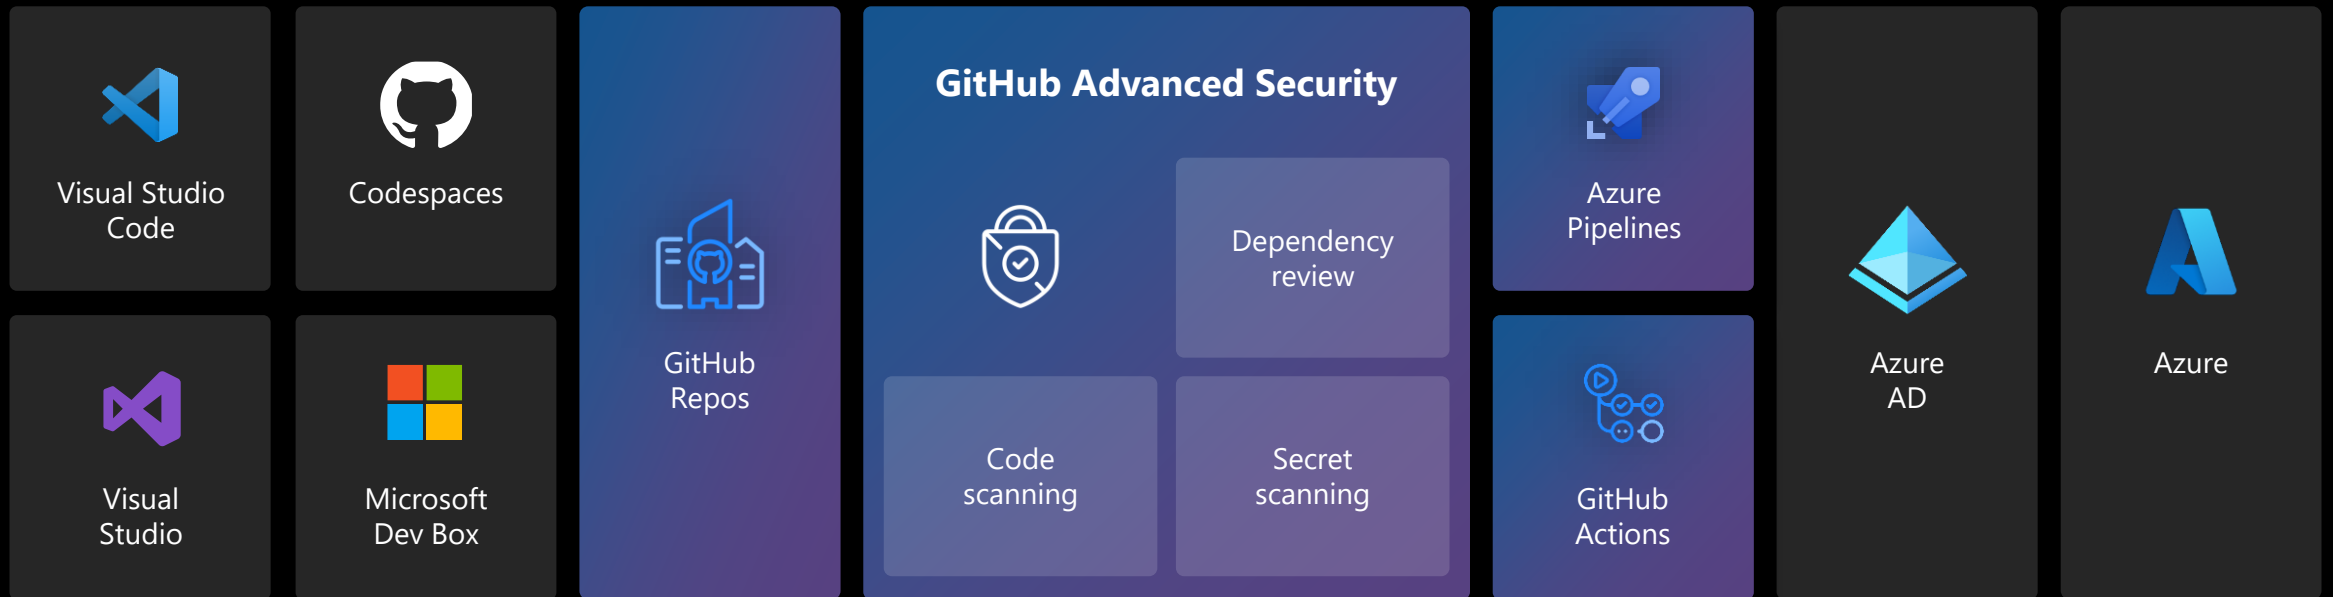 Visual Studio
Code
Codespaces
Visual
Studio
Microsoft
Dev Box
GitHub
Repos
GitHub Advanced Security
Dependency
review
Code
scanning
Secret
scanning
Azure
Pipelines
GitHub
Actions
Azure
AD
Azure